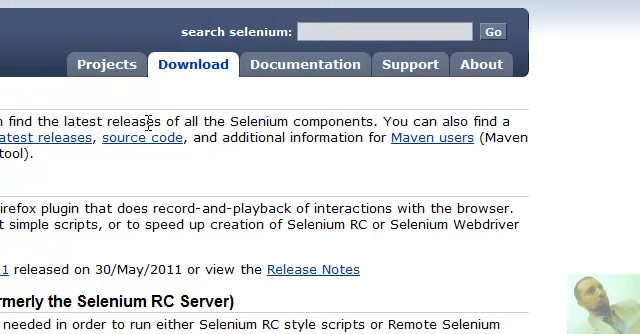 search selenium: Go
Projects Download Documentation Support About
find the latest releases of all the Selenium components. You can also find a
atest releases, source code, and additional information for Maven users (Maven
tool).
irefox plugin that does record-and-playback of interactions with the browser.
t simple scripts, or to speed up creation of Selenium RC or Selenium Webdriver
1 released on 30/May/2011 or view the Release Notes
rmerly the Selenium RC Server)
needed in order to run either Selenium RC style scripts or Remote Selenium